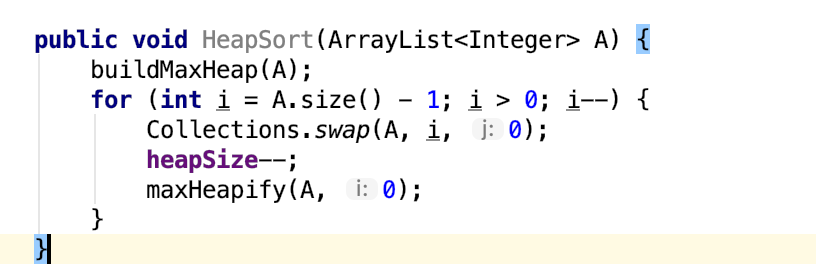 public void HeapSort(ArrayList<Integer> A) {
    buildMaxHeap(A);
    for (int i = A.size() - 1; i > 0; i--) {
        Collections.swap(A, i, j: 0);
        heapSize--;
        maxHeapify(A, i: 0);
    }
}